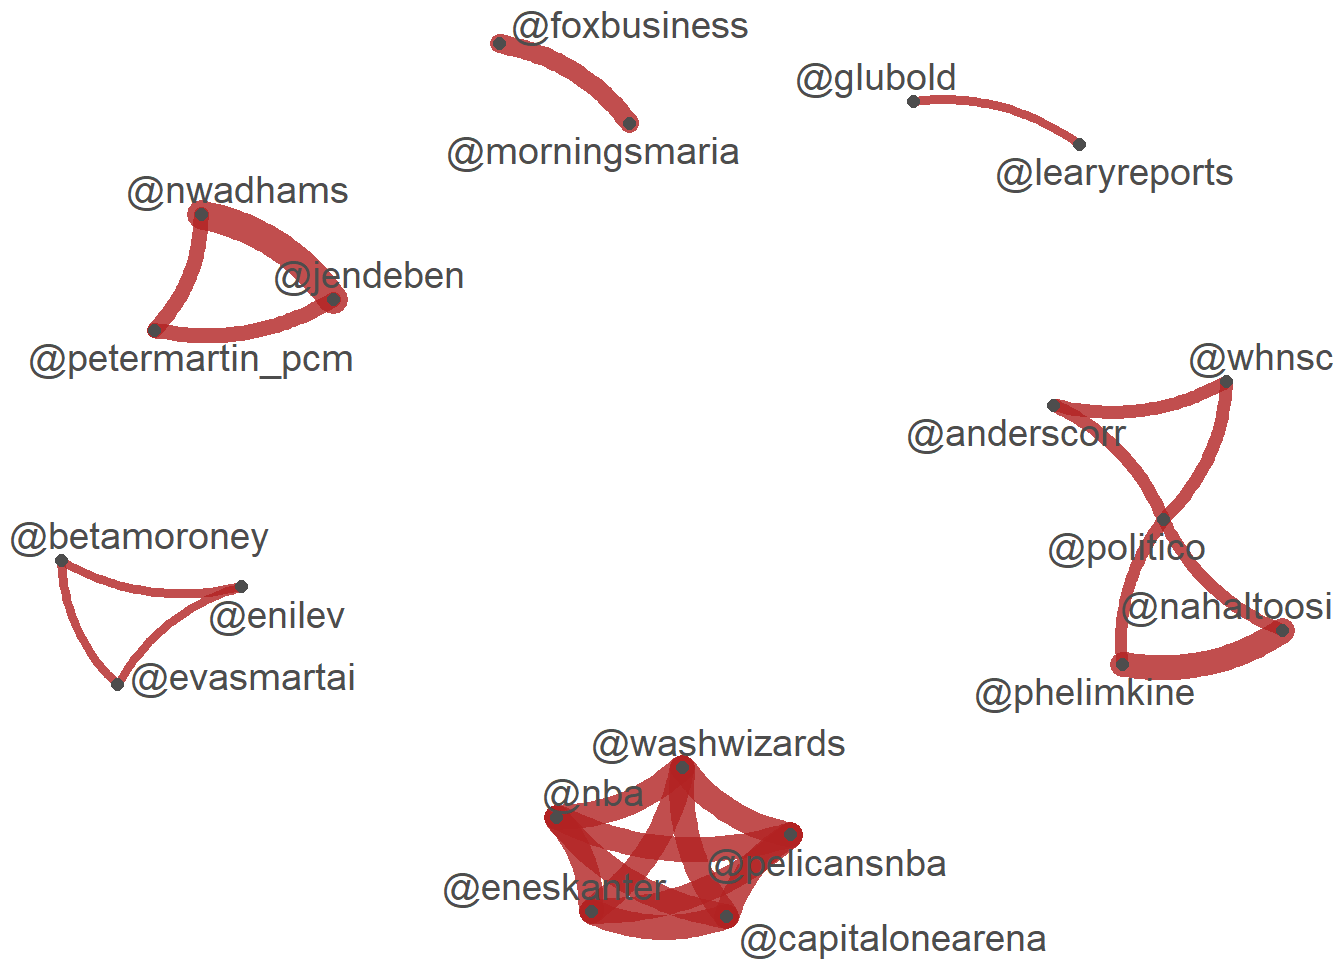 @foxbusiness
@glubold
@morningsmaria
@learyreports
@nwadhams
@jendeben
@petermartin_pcm
@whnsc
@anderscorr
@betamoroney
@politico
@nahaltoosi
@enilev
@evasmartai
@phelimkine
@washwizards
@nba
@pelicansnba
@eneskanter
@capitalonearena